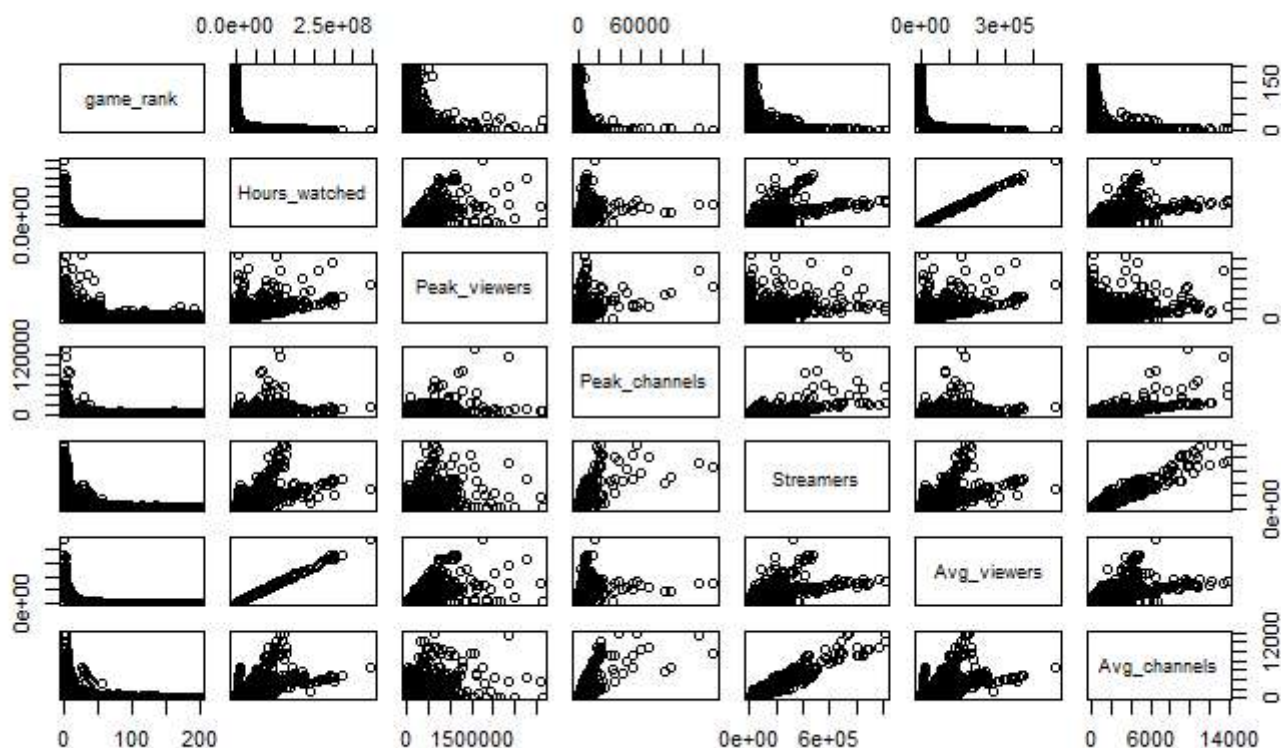 0.0e+00 2.5e+08 0 60000 0e+00 3e+05
game_rank 0 150
0.0e+00 Hours_watched
Peak_viewers 0
0 120000 Peak_channels
Streamers 0e+00
0e+00 Avg_viewers
Avg_channels 0 12000
0 100 200 0 1500000 0e+00 6e+05 0 6000 14000